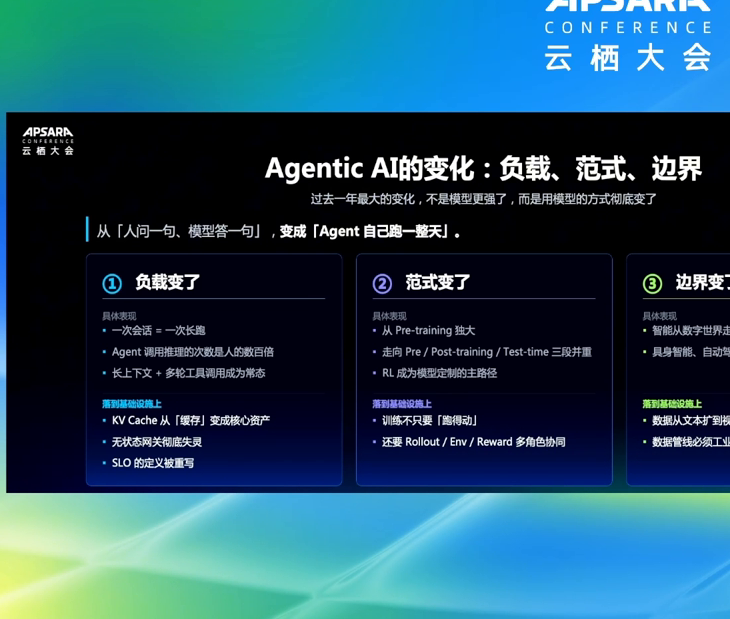 APSARA
CONFERENCE
云栖大会
APSARA
CONFERENCE
云栖大会
Agentic AI的变化：负载、范式、边界
过去一年最大的变化，不是模型更强了，而是用模型的方式彻底变了
从「人问一句、模型答一句」，变成「Agent 自己跑一整天」。
① 负载变了
具体表现
• 一次会话 = 一次长跑
• Agent 调用推理的次数是人的数百倍
• 长上下文 + 多轮工具调用成为常态
落到基础设施上
• KV Cache 从「缓存」变成核心资产
• 无状态网关彻底失灵
• SLO 的定义被重写
② 范式变了
具体表现
• 从 Pre-training 独大
• 走向 Pre / Post-training / Test-time 三段并重
• RL 成为模型定制的主路径
落到基础设施上
• 训练不只要「跑得动」
• 还要 Rollout / Env / Reward 多角色协同
③ 边界变了
具体表现
• 智能从数字世界走
• 具身智能、自动驾
落到基础设施上
• 数据从文本扩到视
• 数据管线必须工业